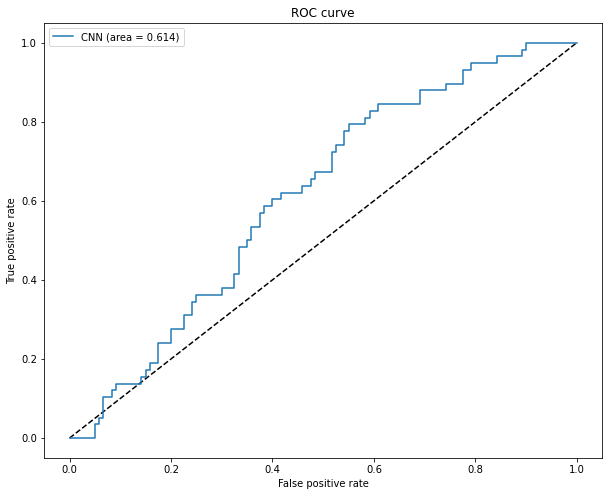 ROC curve
CNN (area = 0.614)
True positive rate
1.0
0.8
0.6
0.4
0.2
0.0
0.0 0.2 0.4 0.6 0.8 1.0
False positive rate